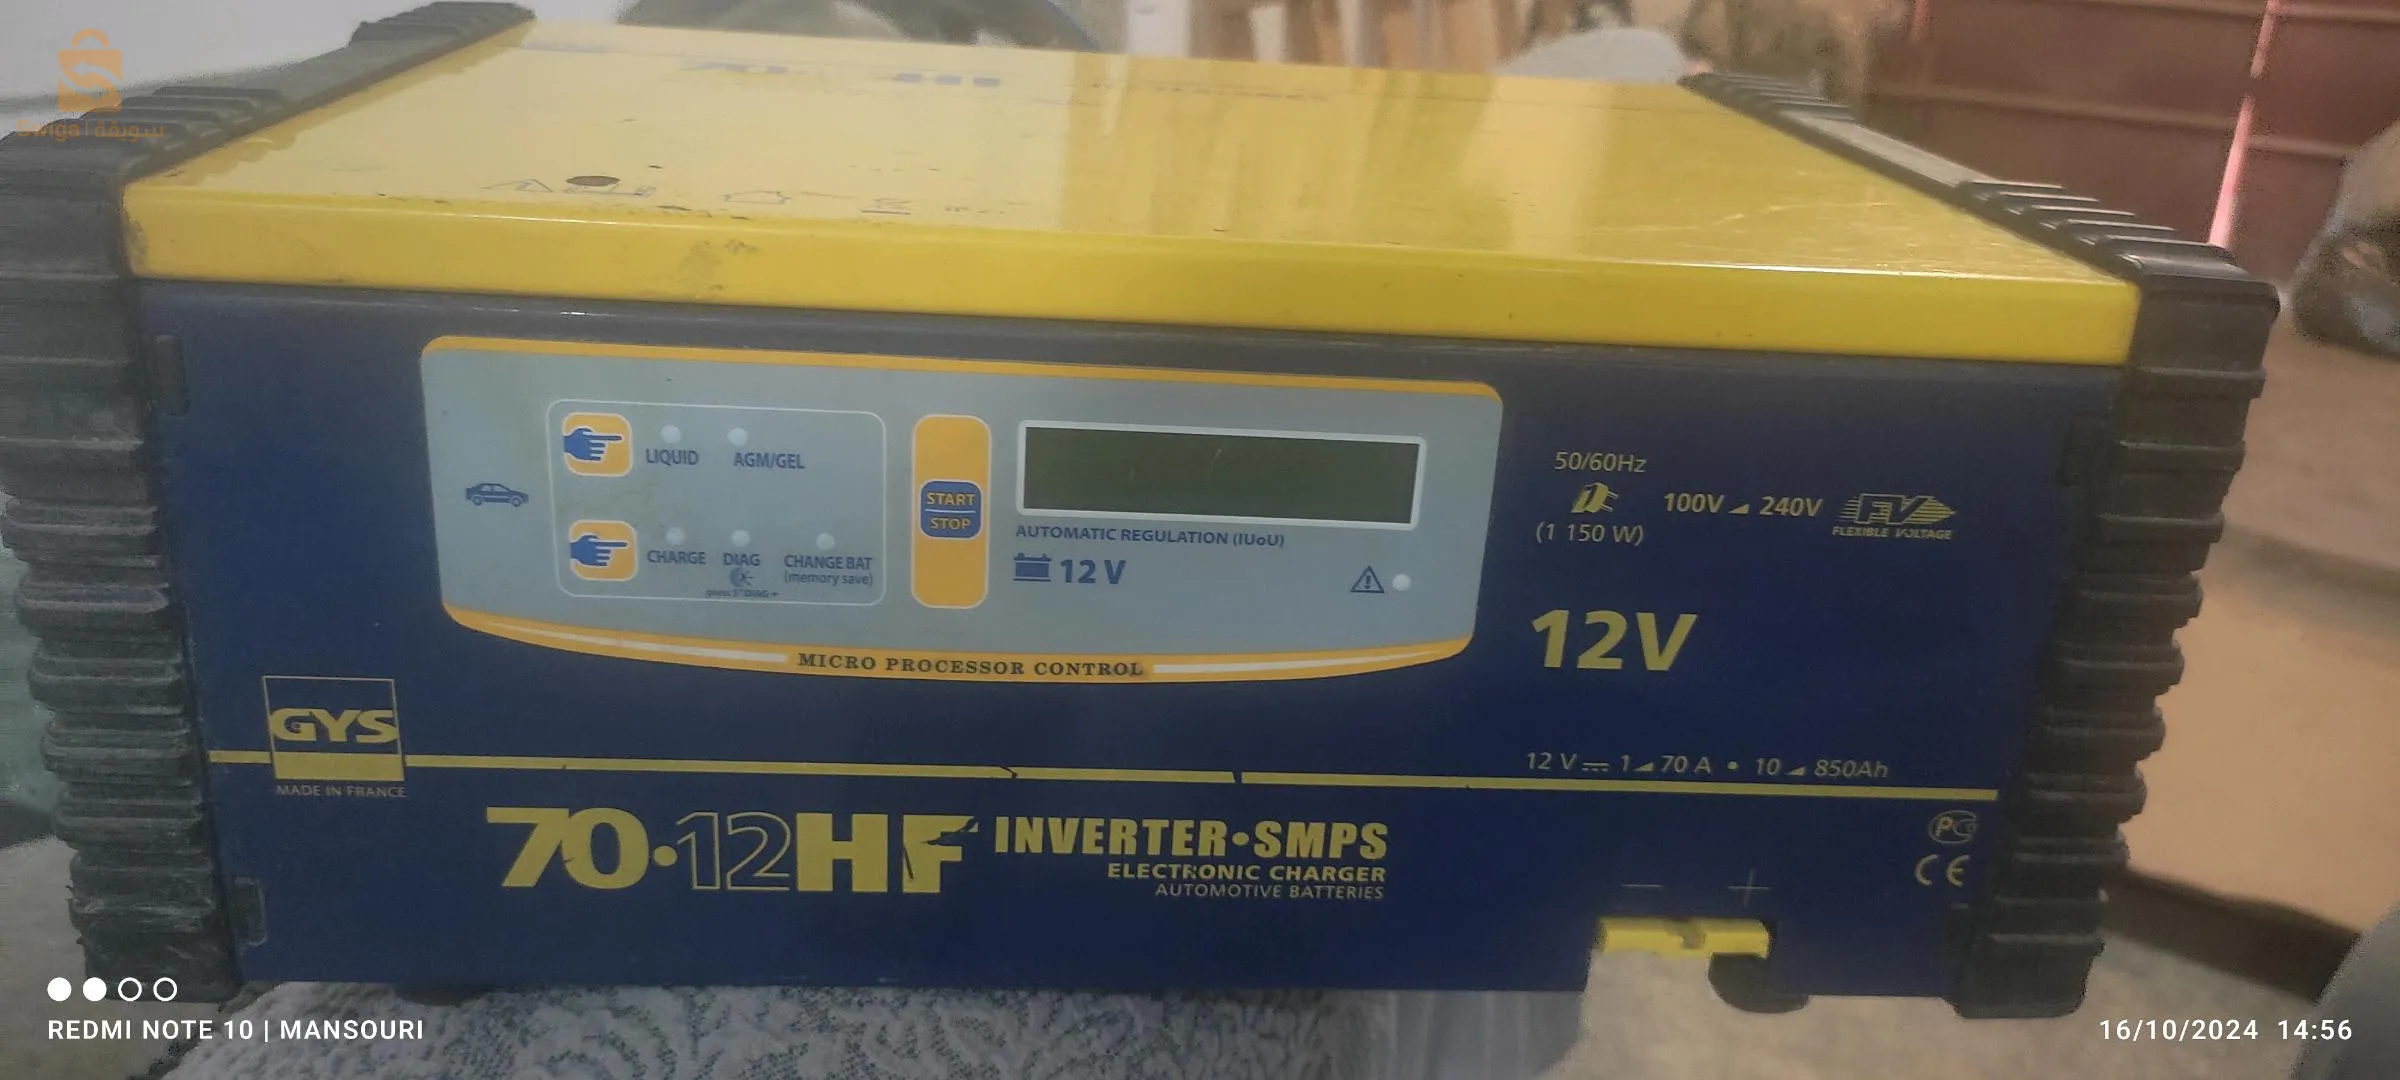 Swiga | سويقة
LIQUID
AGM/GEL
CHARGE
DIAG
CHANGE BAT
(memory save)
START
STOP
AUTOMATIC REGULATION (IUoU)
12 V
MICRO PROCESSOR CONTROL
50/60Hz
(1 150 W)
100V 240V
FV
FLEXIBLE VOLTAGE
12V
GYS
MADE IN FRANCE
12 V 1 70 A • 10 850Ah
70•12HF INVERTER•SMPS
ELECTRONIC CHARGER
AUTOMOTIVE BATTERIES
− +
CE
REDMI NOTE 10 | MANSOURI
16/10/2024 14:56